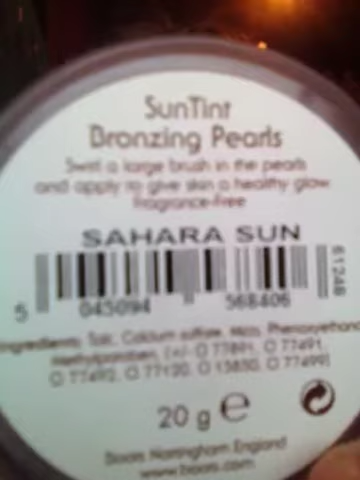 SunTint
Bronzing Pearls
Swirl a large brush in the pearls
and apply to give skin a healthy glow
Fragrance-Free
SAHARA SUN
61248
5 045094 568406
Ingredients: Talc, Calcium sulfate, Mica, Phenoxyethanol,
Methylparaben, [+/- CI 77891, CI 77491,
CI 77492, CI 77120, CI 15850, CI 77499]
20 g e
Boots Nottingham England
www.boots.com